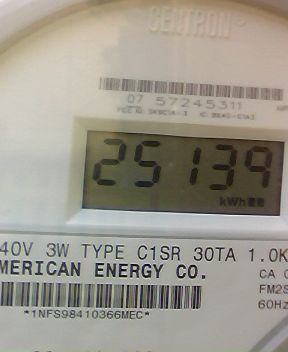 CENTRON®
07 57245311
25139
kWh
40V 3W TYPE C1SR 30TA 1.0K
MERICAN ENERGY CO.
CA
FM2S
60Hz
*1NFS98410366MEC*